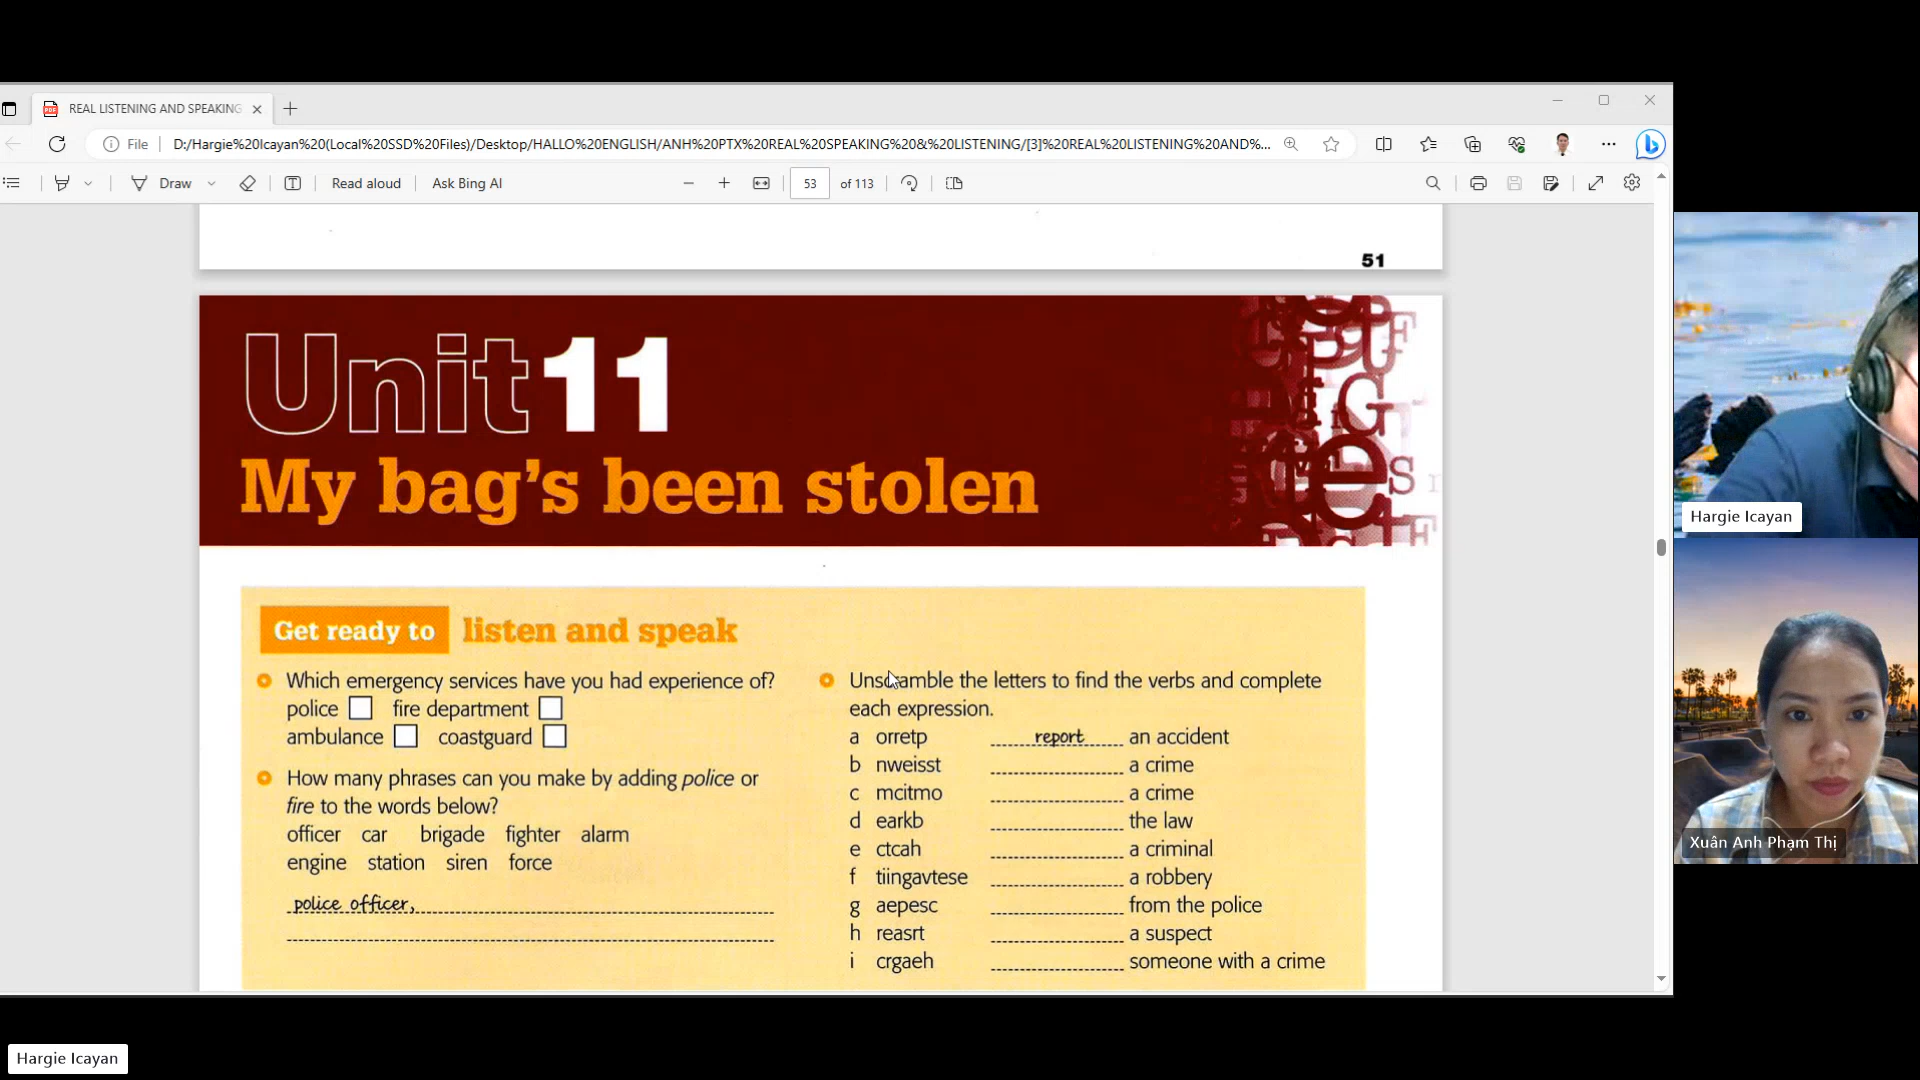 REAL LISTENING AND SPEAKING
File
D:/Hargie%20Icayan%20(Local%20SSD%20Files)/Desktop/HALLO%20ENGLISH/ANH%20PTX%20REAL%20SPEAKING%20&%20LISTENING/[3]%20REAL%20LISTENING%20AND%...
Draw
Read aloud
Ask Bing AI
53 of 113
51
Unit 11
My bag's been stolen
Get ready to listen and speak
Which emergency services have you had experience of?
police fire department
ambulance coastguard
How many phrases can you make by adding police or
fire to the words below?
officer car brigade fighter alarm
engine station siren force
police officer,
Unscramble the letters to find the verbs and complete
each expression.
a orretp report an accident
b nweisst a crime
c mcitmo a crime
d earkb the law
e ctcah a criminal
f tiingavtese a robbery
g aepesc from the police
h reasrt a suspect
i crgaeh someone with a crime
Hargie Icayan
Xuân Anh Phạm Thị
Hargie Icayan